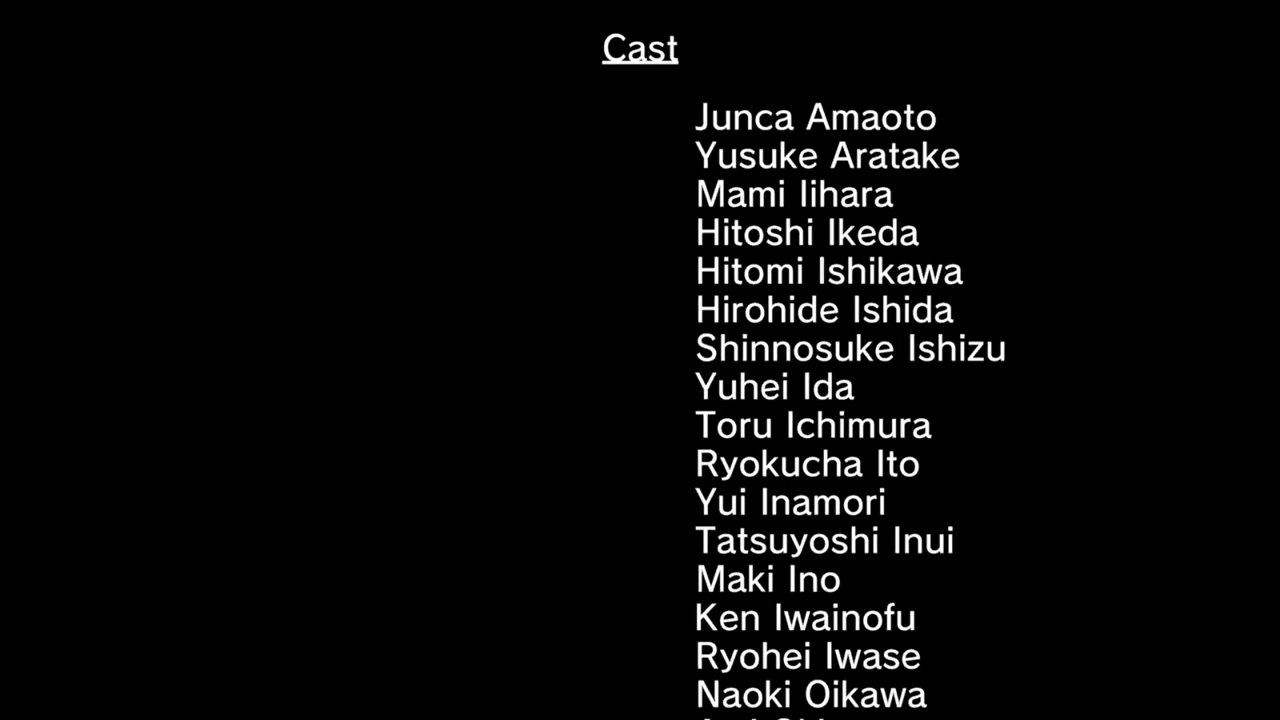 Cast
Junca Amaoto
Yusuke Aratake
Mami Iihara
Hitoshi Ikeda
Hitomi Ishikawa
Hirohide Ishida
Shinnosuke Ishizu
Yuhei Ida
Toru Ichimura
Ryokucha Ito
Yui Inamori
Tatsuyoshi Inui
Maki Ino
Ken Iwainofu
Ryohei Iwase
Naoki Oikawa